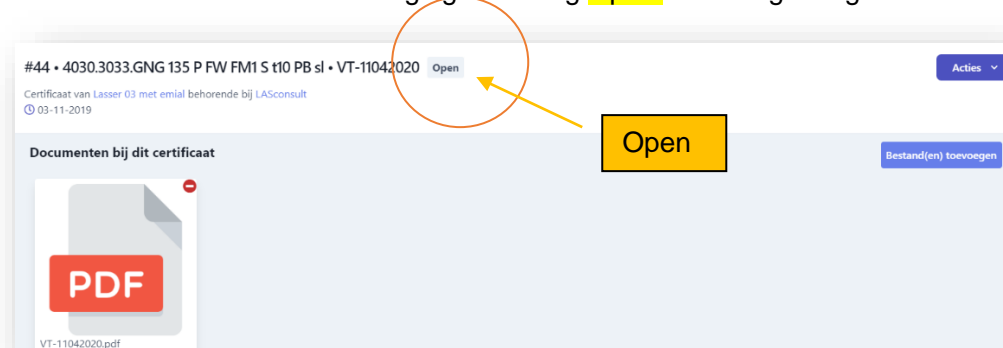 #44 • 4030.3033.GNG 135 P FW FM1 S t10 PB sl • VT-11042020 Open
Acties
Certificaat van Lasser 03 met emial behorende bij LASconsult
03-11-2019
Open
Documenten bij dit certificaat
Bestand(en) toevoegen
PDF
VT-11042020.pdf